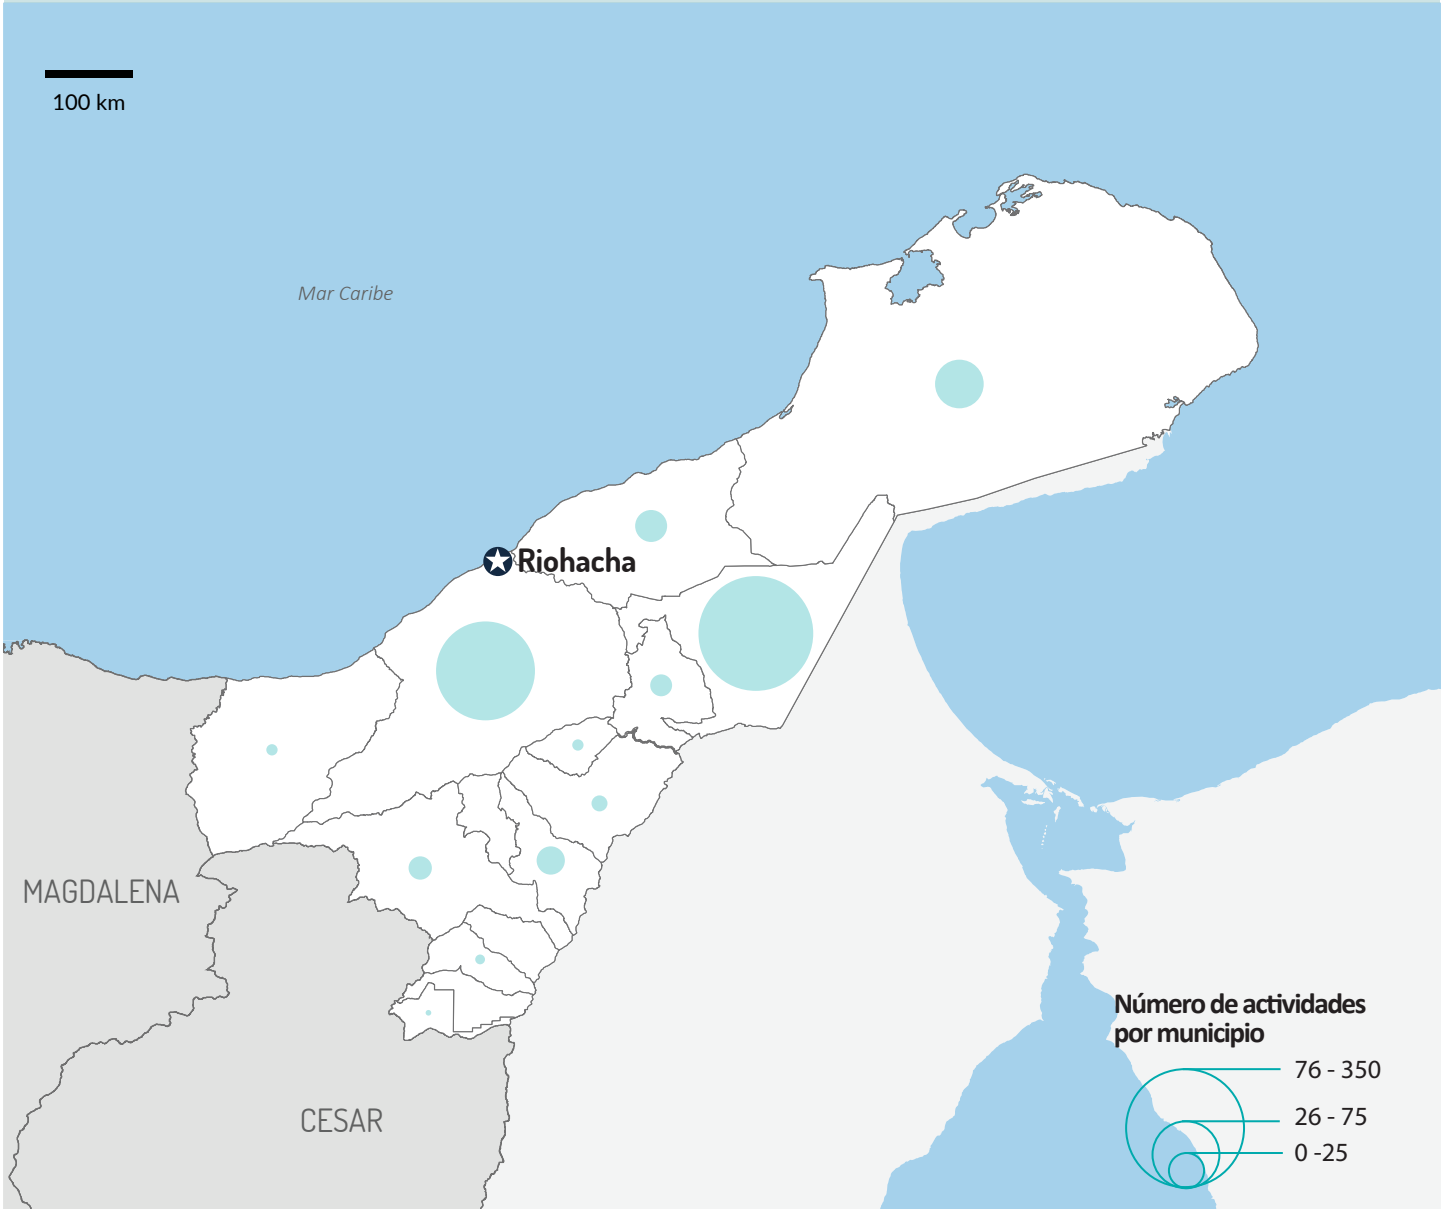 100 km
Mar Caribe
Riohacha
MAGDALENA
CESAR
Número de actividades
por municipio
76 - 350
26 - 75
0 -25